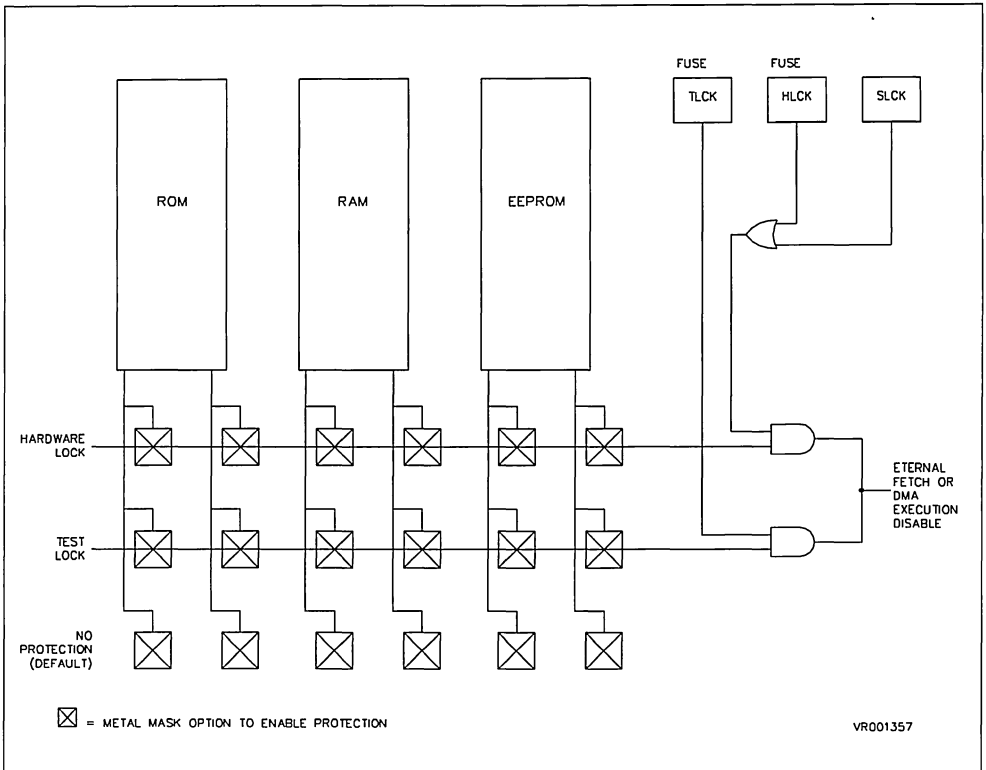 FUSE
FUSE
TLCK
HLCK
SLCK
ROM
RAM
EEPROM
HARDWARE
LOCK
ETERNAL
FETCH OR
DMA
EXECUTION
DISABLE
TEST
LOCK
NO
PROTECTION
(DEFAULT)
= METAL MASK OPTION TO ENABLE PROTECTION
VR001357